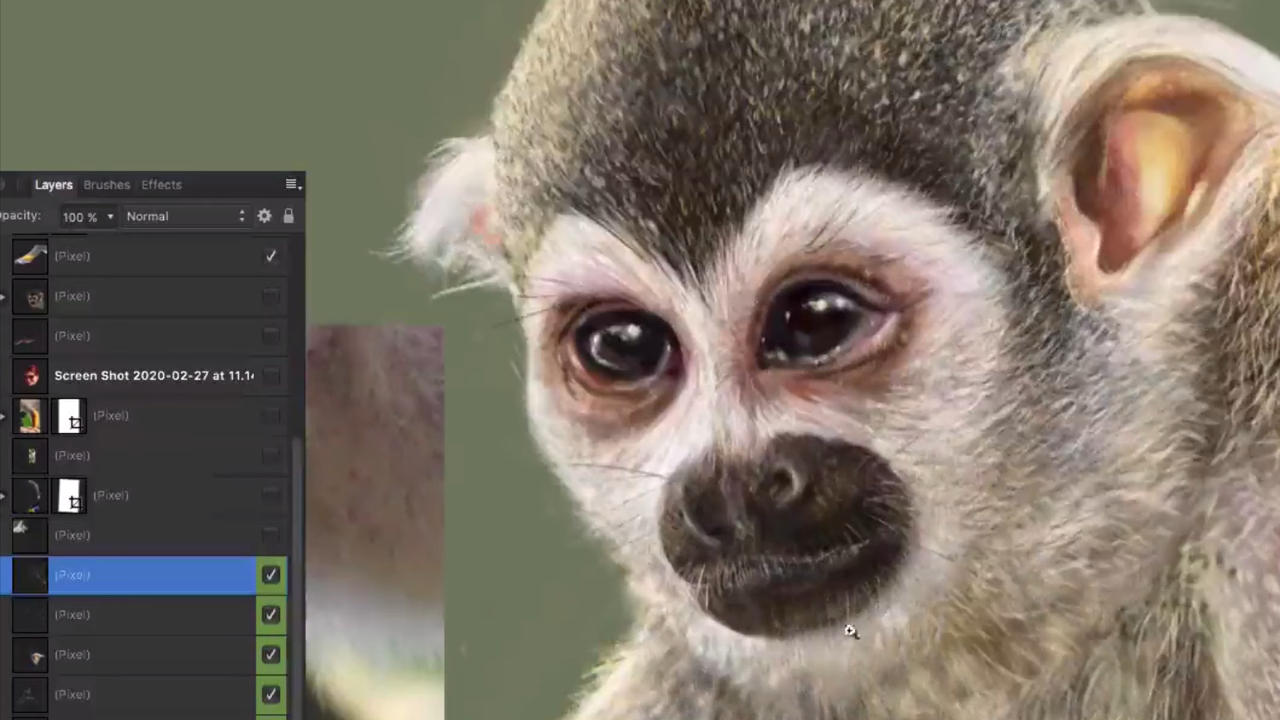 Layers Brushes Effects
pacity: 100 % Normal
(Pixel)
(Pixel)
(Pixel)
Screen Shot 2020-02-27 at 11.14
(Pixel)
(Pixel)
(Pixel)
(Pixel)
(Pixel)
(Pixel)
(Pixel)
(Pixel)